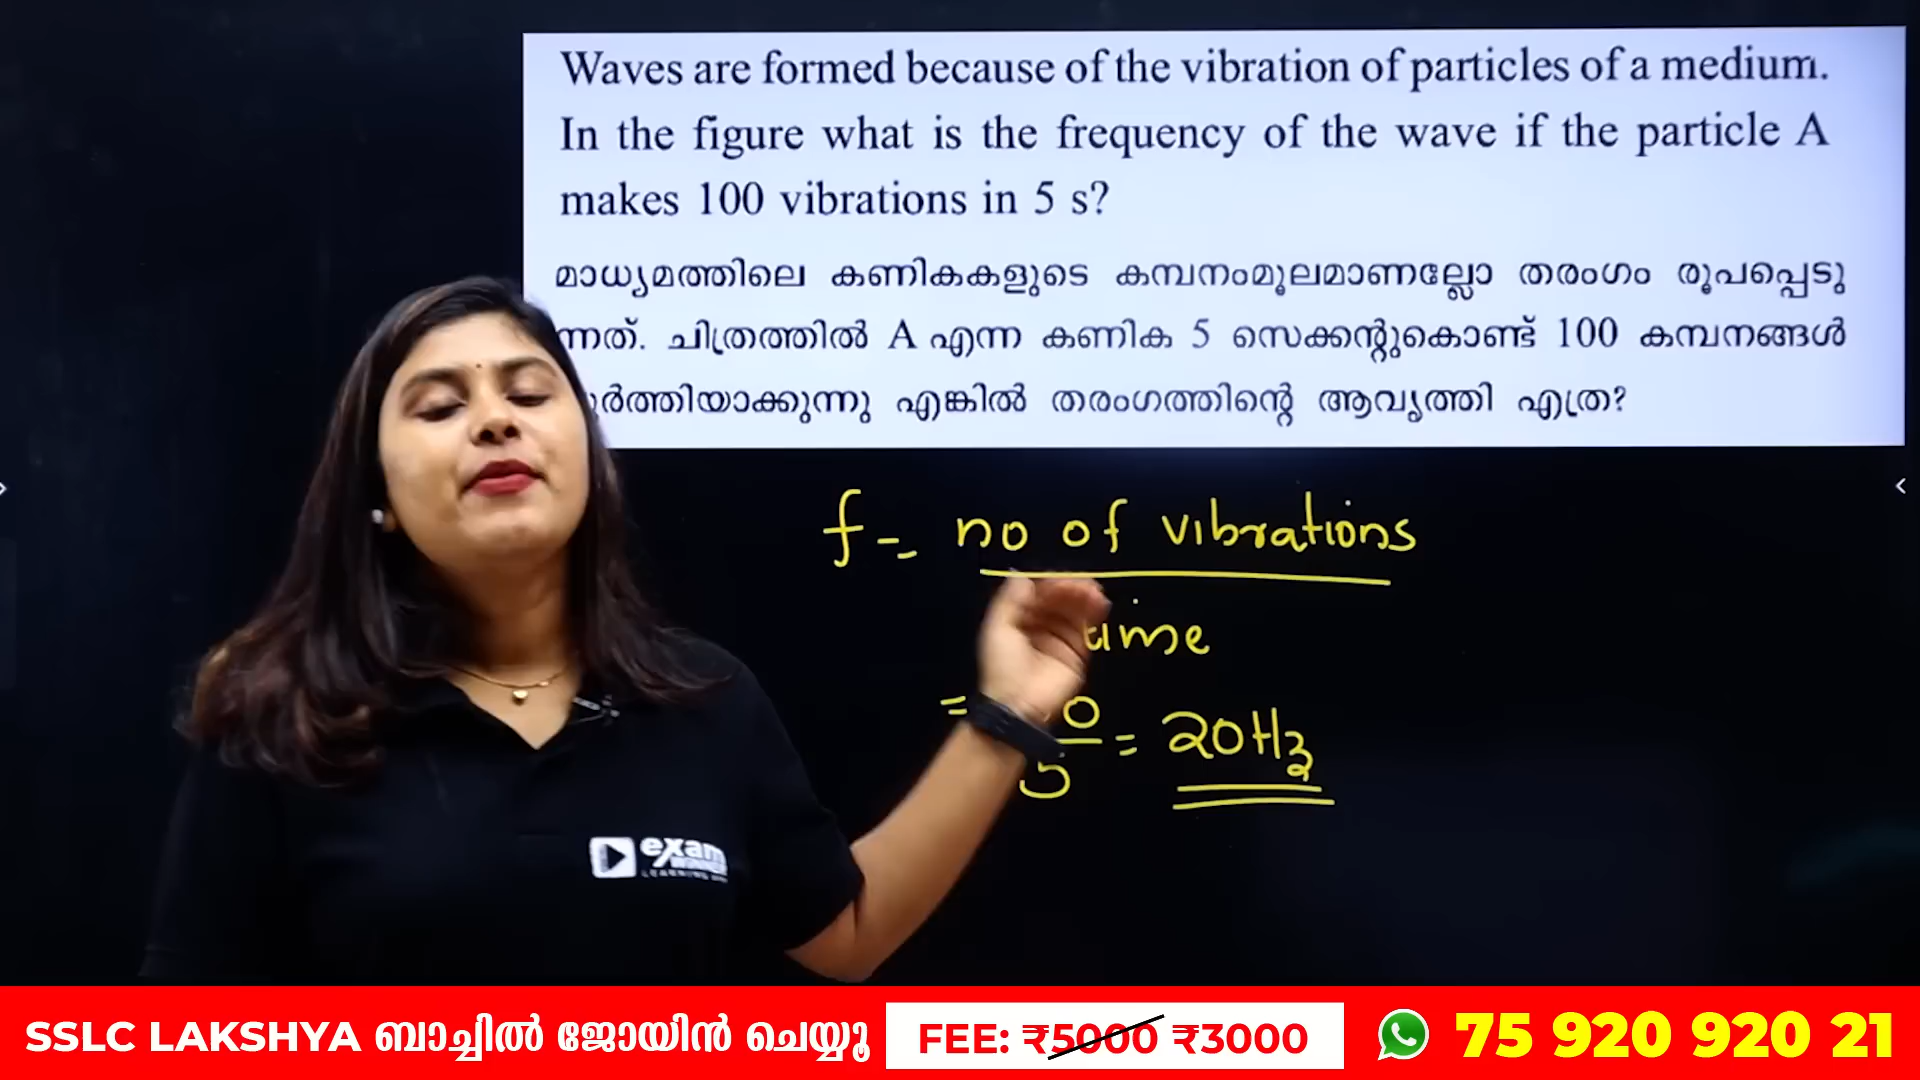 Waves are formed because of the vibration of particles of a medium.
In the figure what is the frequency of the wave if the particle A
makes 100 vibrations in 5 s?
മാധ്യമത്തിലെ കണികകളുടെ കമ്പനംമൂലമാണല്ലോ തരംഗം രൂപപ്പെടു
ന്നത്. ചിത്രത്തിൽ A എന്ന കണിക 5 സെക്കന്റുകൊണ്ട് 100 കമ്പനങ്ങൾ
എങ്കിൽ തരംഗത്തിന്റെ ആവൃത്തി എത്ര?
f = no of vibrations
time
= 5 = 20Hz
exam
SSLC LAKSHYA ബാച്ചിൽ ജോയിൻ ചെയ്യൂ
FEE: ₹5000 ₹3000
75 920 920 21